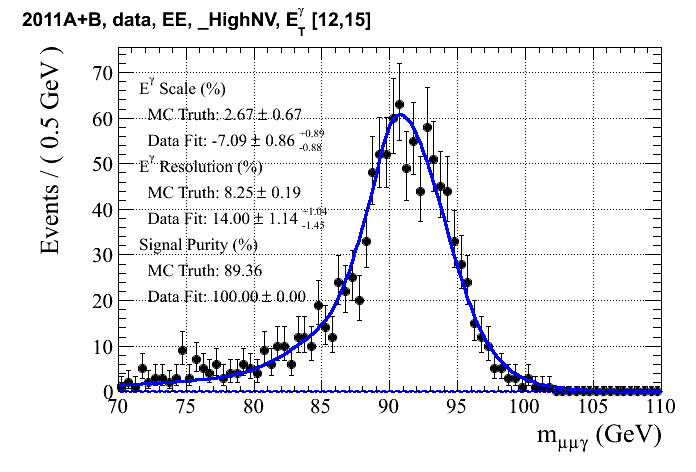 2011A+B, data, EE, _HighNV, E_T^γ [12,15]
Events / ( 0.5 GeV )
70
60
50
40
30
20
10
0
E^γ Scale (%)
MC Truth: 2.67 ± 0.67
Data Fit: -7.09 ± 0.86 +0.89 -0.88
E^γ Resolution (%)
MC Truth: 8.25 ± 0.19
Data Fit: 14.00 ± 1.14 +1.04 -1.45
Signal Purity (%)
MC Truth: 89.36
Data Fit: 100.00 ± 0.00
70 75 80 85 90 95 100 105 110
m_μμγ (GeV)